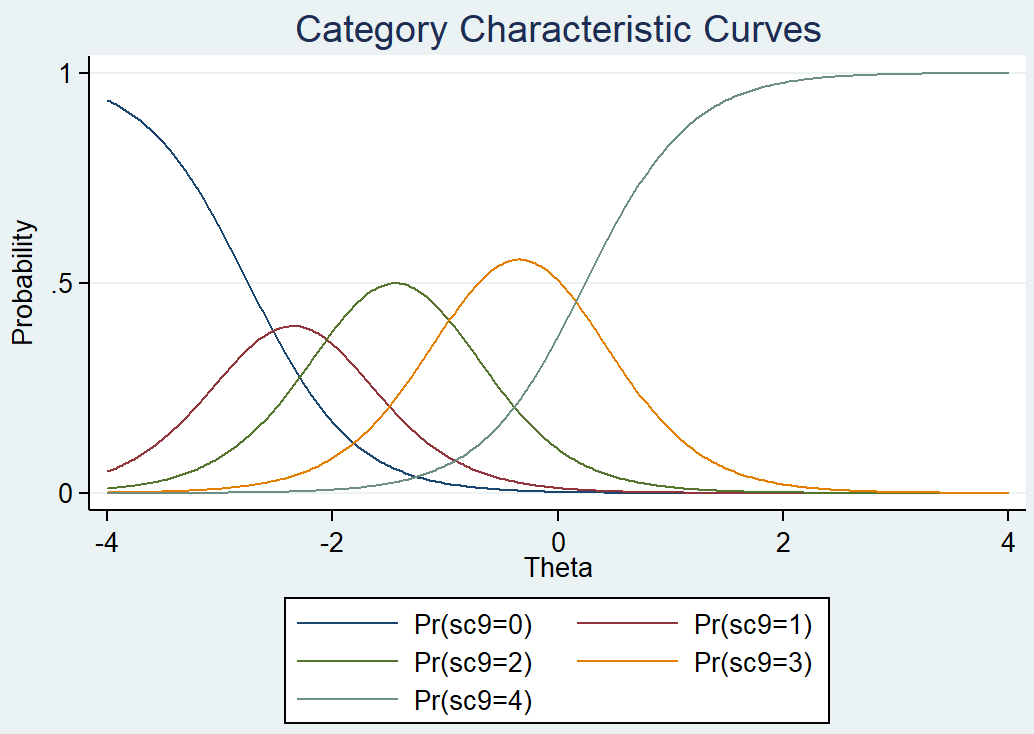 Category Characteristic Curves
Probability
1
.5
0
-4 -2 0 2 4
Theta
Pr(sc9=0) Pr(sc9=1)
Pr(sc9=2) Pr(sc9=3)
Pr(sc9=4)